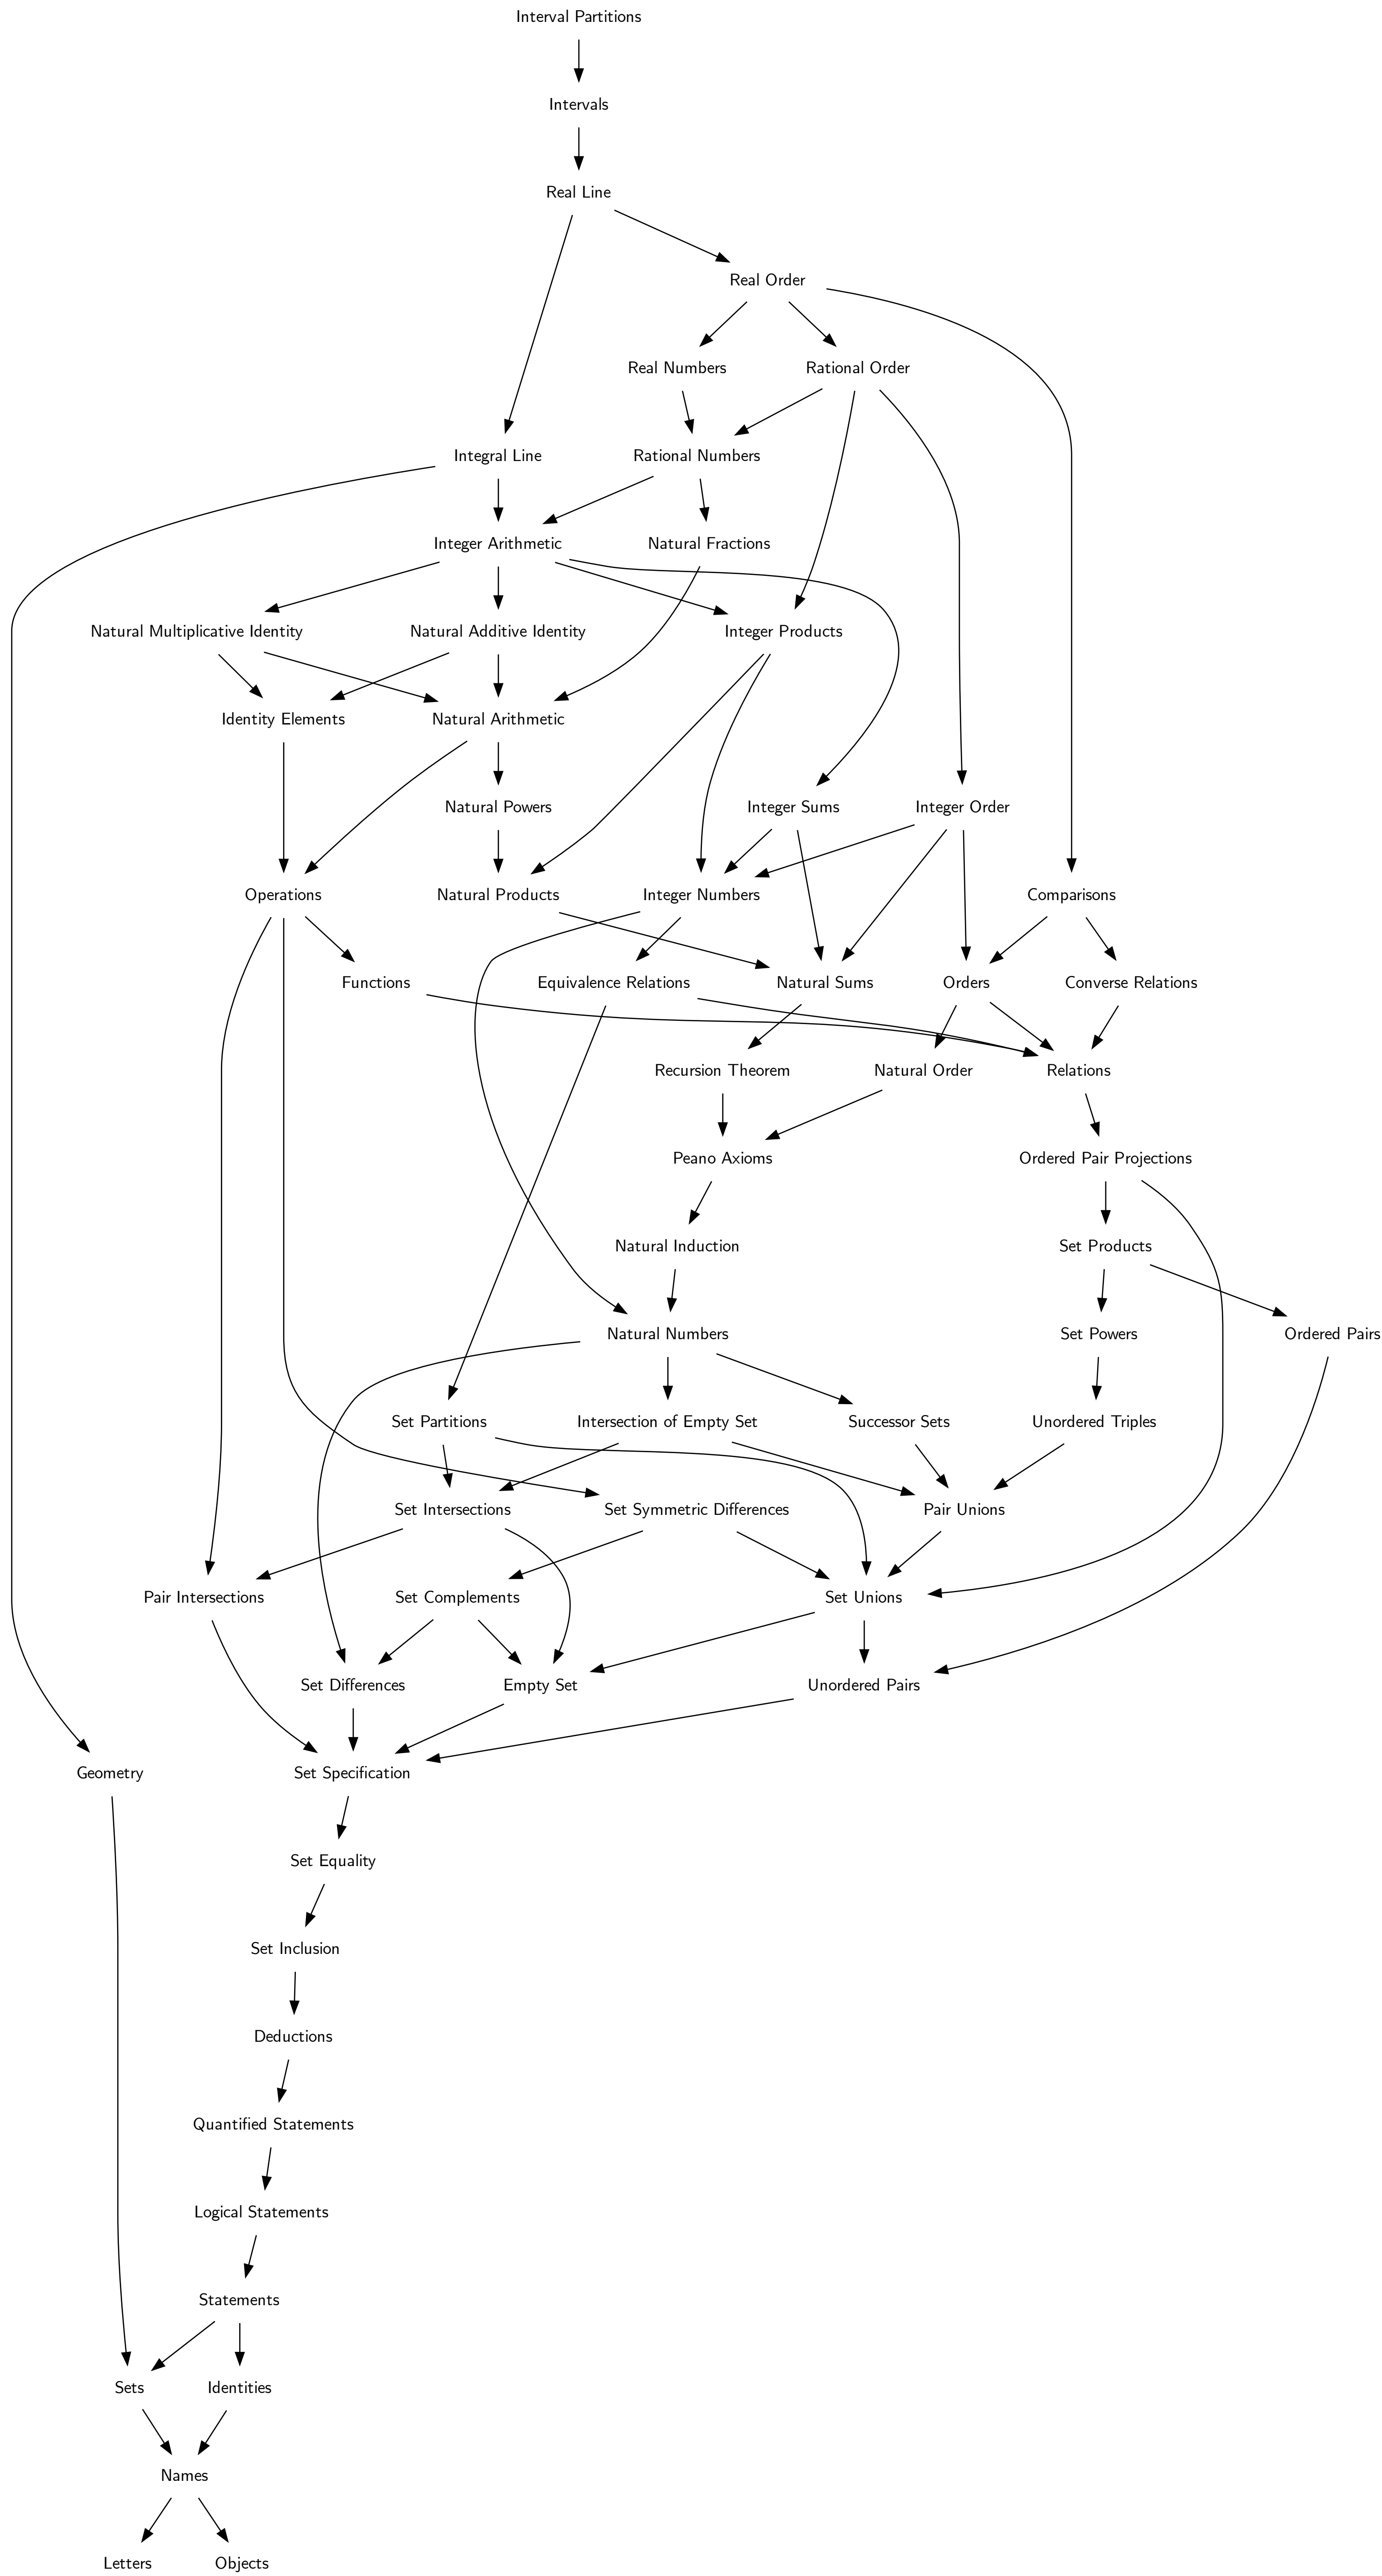 Interval Partitions
Intervals
Real Line
Real Order
Real Numbers
Rational Order
Integral Line
Rational Numbers
Integer Arithmetic
Natural Fractions
Natural Multiplicative Identity
Natural Additive Identity
Integer Products
Identity Elements
Natural Arithmetic
Natural Powers
Integer Sums
Integer Order
Operations
Natural Products
Integer Numbers
Comparisons
Functions
Equivalence Relations
Natural Sums
Orders
Converse Relations
Recursion Theorem
Natural Order
Relations
Peano Axioms
Ordered Pair Projections
Natural Induction
Set Products
Natural Numbers
Set Powers
Ordered Pairs
Set Partitions
Intersection of Empty Set
Successor Sets
Unordered Triples
Set Intersections
Set Symmetric Differences
Pair Unions
Pair Intersections
Set Complements
Set Unions
Set Differences
Empty Set
Unordered Pairs
Geometry
Set Specification
Set Equality
Set Inclusion
Deductions
Quantified Statements
Logical Statements
Statements
Sets
Identities
Names
Letters
Objects